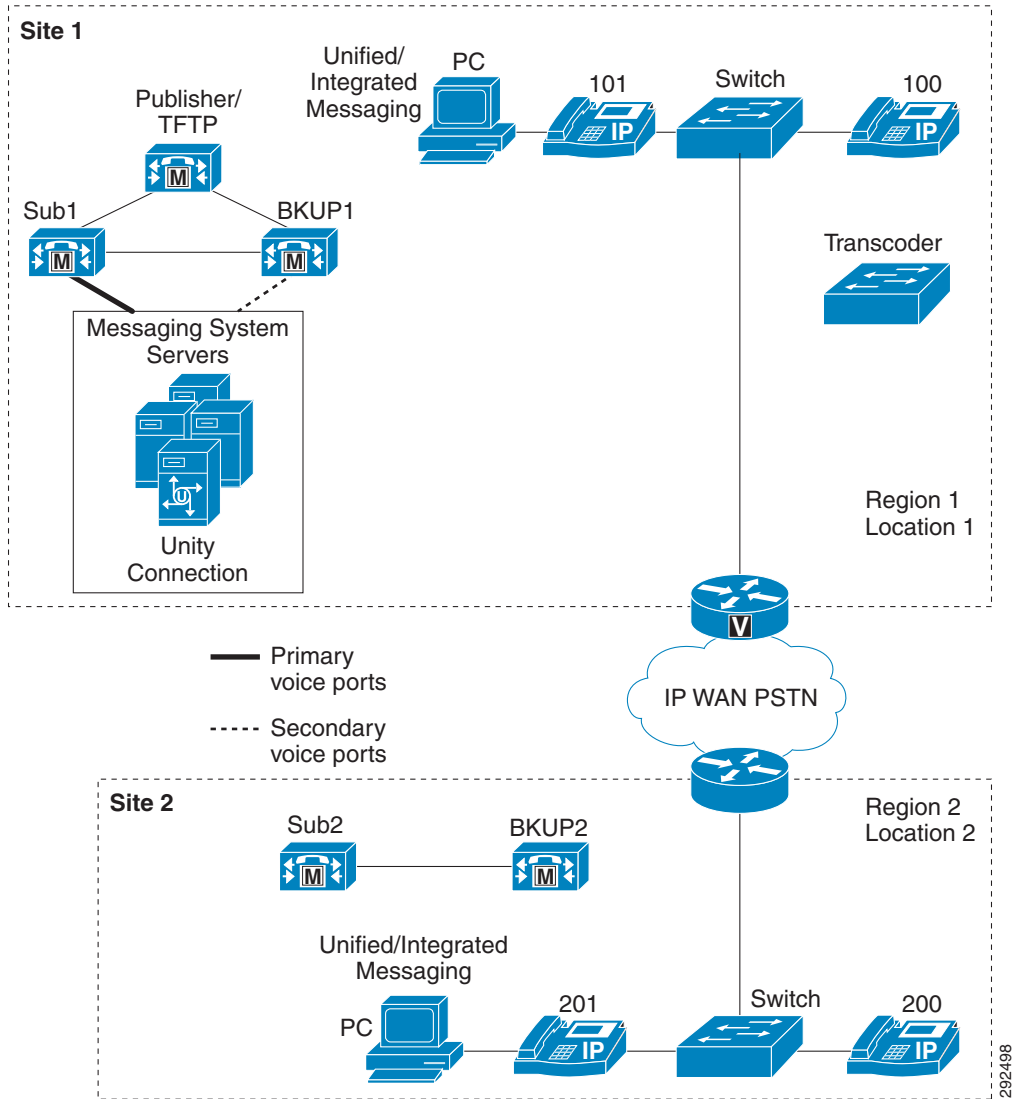 Site 1
Unified/
Integrated
Messaging
PC
101
Switch
100
IP
IP
Publisher/
TFTP
M
Sub1
BKUP1
M
M
Transcoder
Messaging System
Servers
U
Unity
Connection
Region 1
Location 1
V
Primary
voice ports
IP WAN PSTN
Secondary
voice ports
Site 2
Region 2
Location 2
Sub2
BKUP2
M
M
Unified/Integrated
Messaging
PC
201
Switch
200
IP
IP
292498